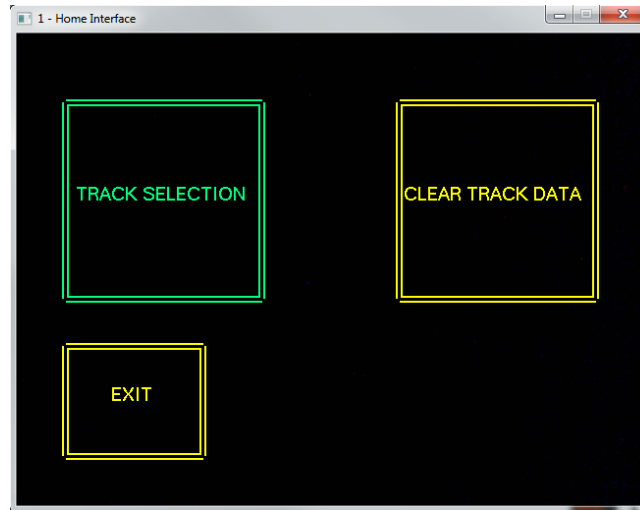 1 - Home Interface
TRACK SELECTION
CLEAR TRACK DATA
EXIT